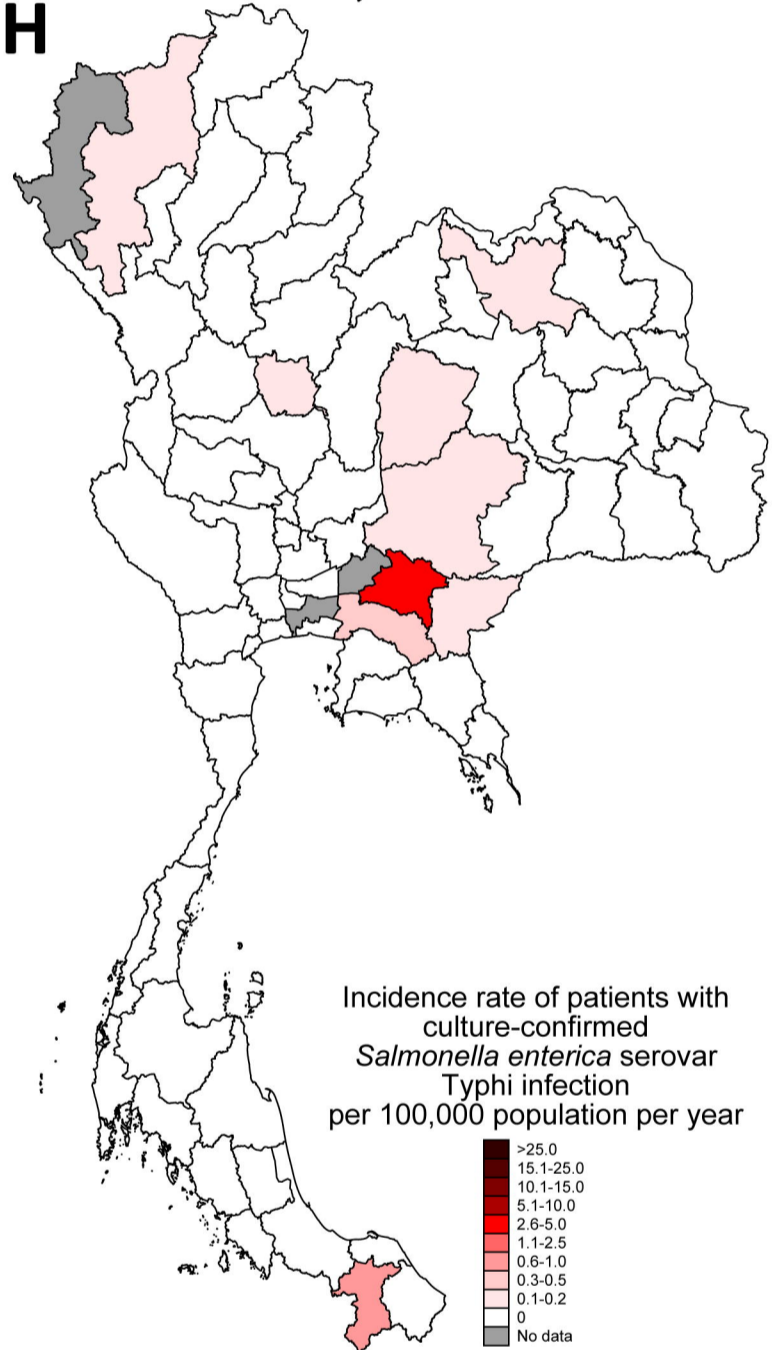 H
Incidence rate of patients with
culture-confirmed
Salmonella enterica serovar
Typhi infection
per 100,000 population per year
>25.0
15.1-25.0
10.1-15.0
5.1-10.0
2.6-5.0
1.1-2.5
0.6-1.0
0.3-0.5
0.1-0.2
0
No data